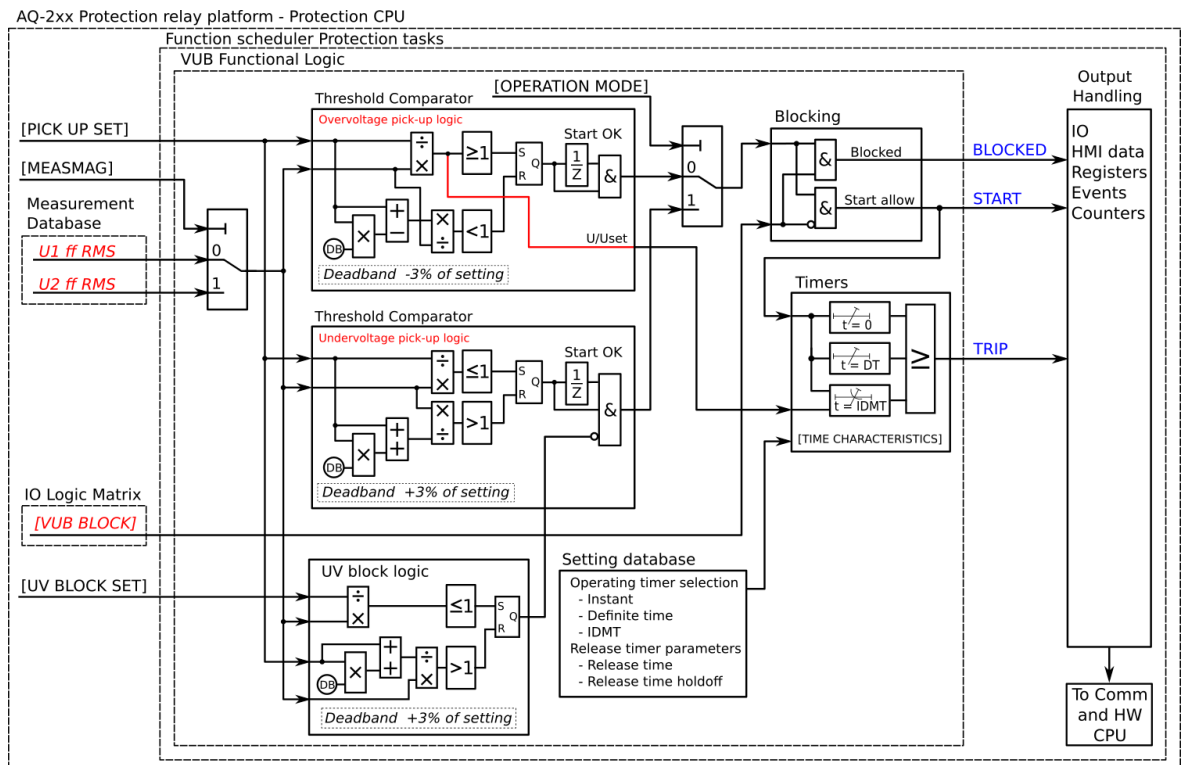 AQ-2xx Protection relay platform - Protection CPU
Function scheduler Protection tasks
VUB Functional Logic
[OPERATION MODE]
Output
Handling
Threshold Comparator
Overvoltage pick-up logic
[PICK UP SET]
÷
×
≥1
S
R
Q
Start OK
1
Z
&
0
1
Blocking
&
Blocked
BLOCKED
&
Start allow
START
IO
HMI data
Registers
Events
Counters
[MEASMAG]
Measurement
Database
U1 ff RMS
U2 ff RMS
0
1
+
−
DB
×
×
÷
<1
U/Uset
Deadband -3% of setting
Timers
t = 0
t = DT
t = IDMT
≥
TRIP
[TIME CHARACTERISTICS]
Threshold Comparator
Undervoltage pick-up logic
÷
×
≤1
S
R
Q
Start OK
1
Z
&
×
÷
>1
+
+
DB
×
Deadband +3% of setting
IO Logic Matrix
[VUB BLOCK]
[UV BLOCK SET]
UV block logic
÷
×
≤1
S
R
Q
+
+
DB
×
÷
×
>1
Deadband +3% of setting
Setting database
Operating timer selection
- Instant
- Definite time
- IDMT
Release timer parameters
- Release time
- Release time holdoff
To Comm
and HW
CPU